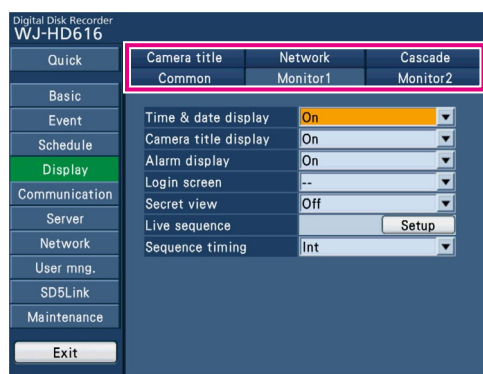 Digital Disk Recorder
WJ-HD616
Quick
Basic
Event
Schedule
Display
Communication
Server
Network
User mng.
SD5Link
Maintenance
Exit
Camera title Network Cascade
Common Monitor1 Monitor2
Time & date display On
Camera title display On
Alarm display On
Login screen --
Secret view Off
Live sequence Setup
Sequence timing Int